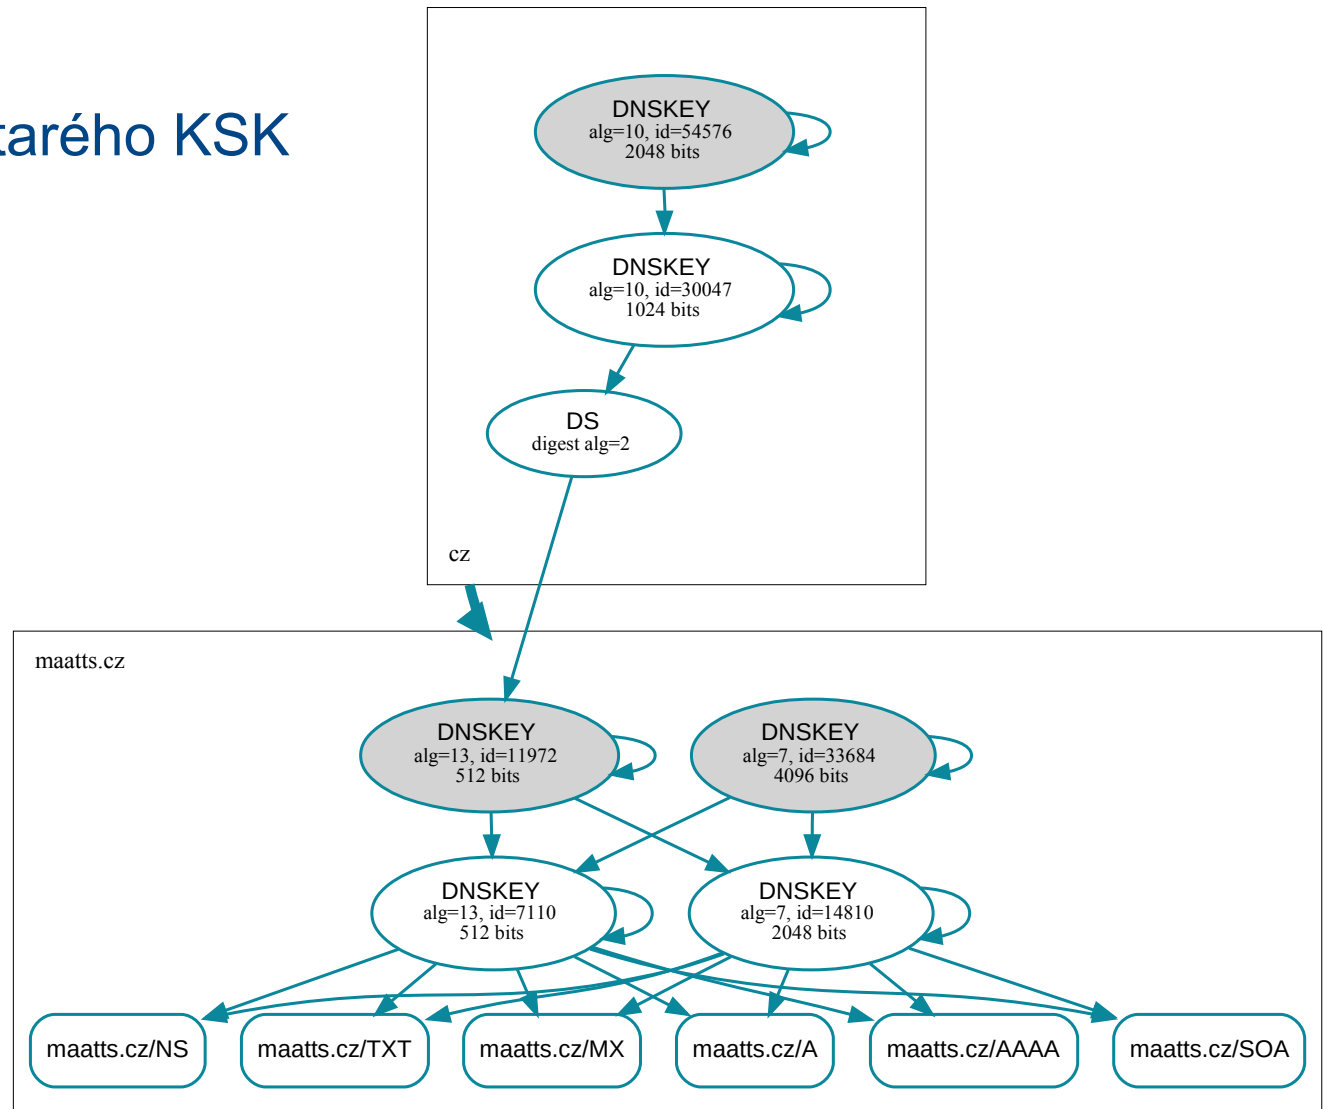 tarého KSK
DNSKEY
alg=10, id=54576
2048 bits
DNSKEY
alg=10, id=30047
1024 bits
DS
digest alg=2
cz
maatts.cz
DNSKEY
alg=13, id=11972
512 bits
DNSKEY
alg=7, id=33684
4096 bits
DNSKEY
alg=13, id=7110
512 bits
DNSKEY
alg=7, id=14810
2048 bits
maatts.cz/NS
maatts.cz/TXT
maatts.cz/MX
maatts.cz/A
maatts.cz/AAAA
maatts.cz/SOA